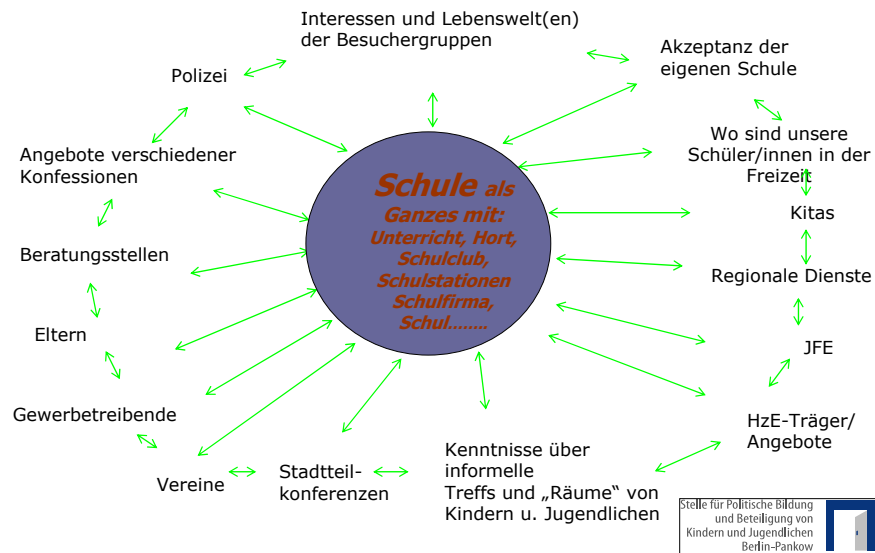 Interessen und Lebenswelt(en)
der Besuchergruppen
Akzeptanz der
eigenen Schule
Polizei
Wo sind unsere
Schüler/innen in der
Freizeit
Angebote verschiedener
Konfessionen
Schule als
Ganzes mit:
Unterricht, Hort,
Schulclub,
Schulstationen
Schulfirma,
Schul........
Kitas
Beratungsstellen
Regionale Dienste
Eltern
JFE
Gewerbetreibende
HzE-Träger/
Angebote
Vereine
Stadtteil-
konferenzen
Kenntnisse über
informelle
Treffs und „Räume“ von
Kindern u. Jugendlichen
Stelle für Politische Bildung
und Beteiligung von
Kindern und Jugendlichen
Berlin-Pankow